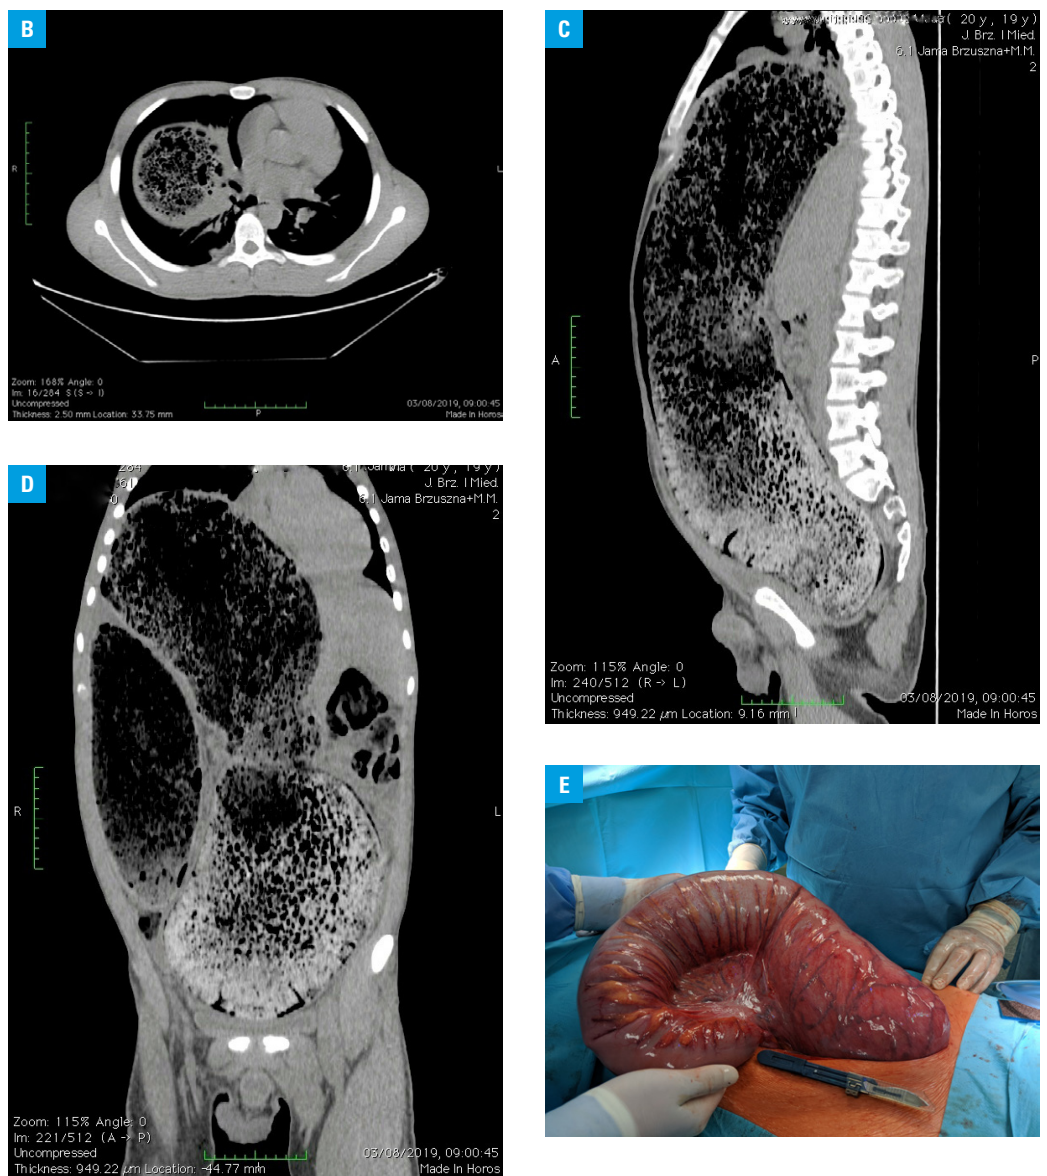 B
R
L
Zoom: 168% Angle: 0
Im: 16/284 S (S -> I)
Uncompressed
Thickness: 2.50 mm Location: 33.75 mm
P
03/08/2019, 09:00:45
Made In Horos
C
( 20 y , 19 y )
J. Brz. I Mied.
6.1 Jama Brzuszna+M.M.
2
A
P
Zoom: 115% Angle: 0
Im: 240/512 (R -> L)
Uncompressed
Thickness: 949.22 µm Location: 9.16 mm
03/08/2019, 09:00:45
Made In Horos
D
284
61
0
( 20 y , 19 y )
J. Brz. I Mied.
6.1 Jama Brzuszna+M.M.
2
R
L
Zoom: 115% Angle: 0
Im: 221/512 (A -> P)
Uncompressed
Thickness: 949.22 µm Location: -44.77 mm
03/08/2019, 09:00:45
Made In Horos
E